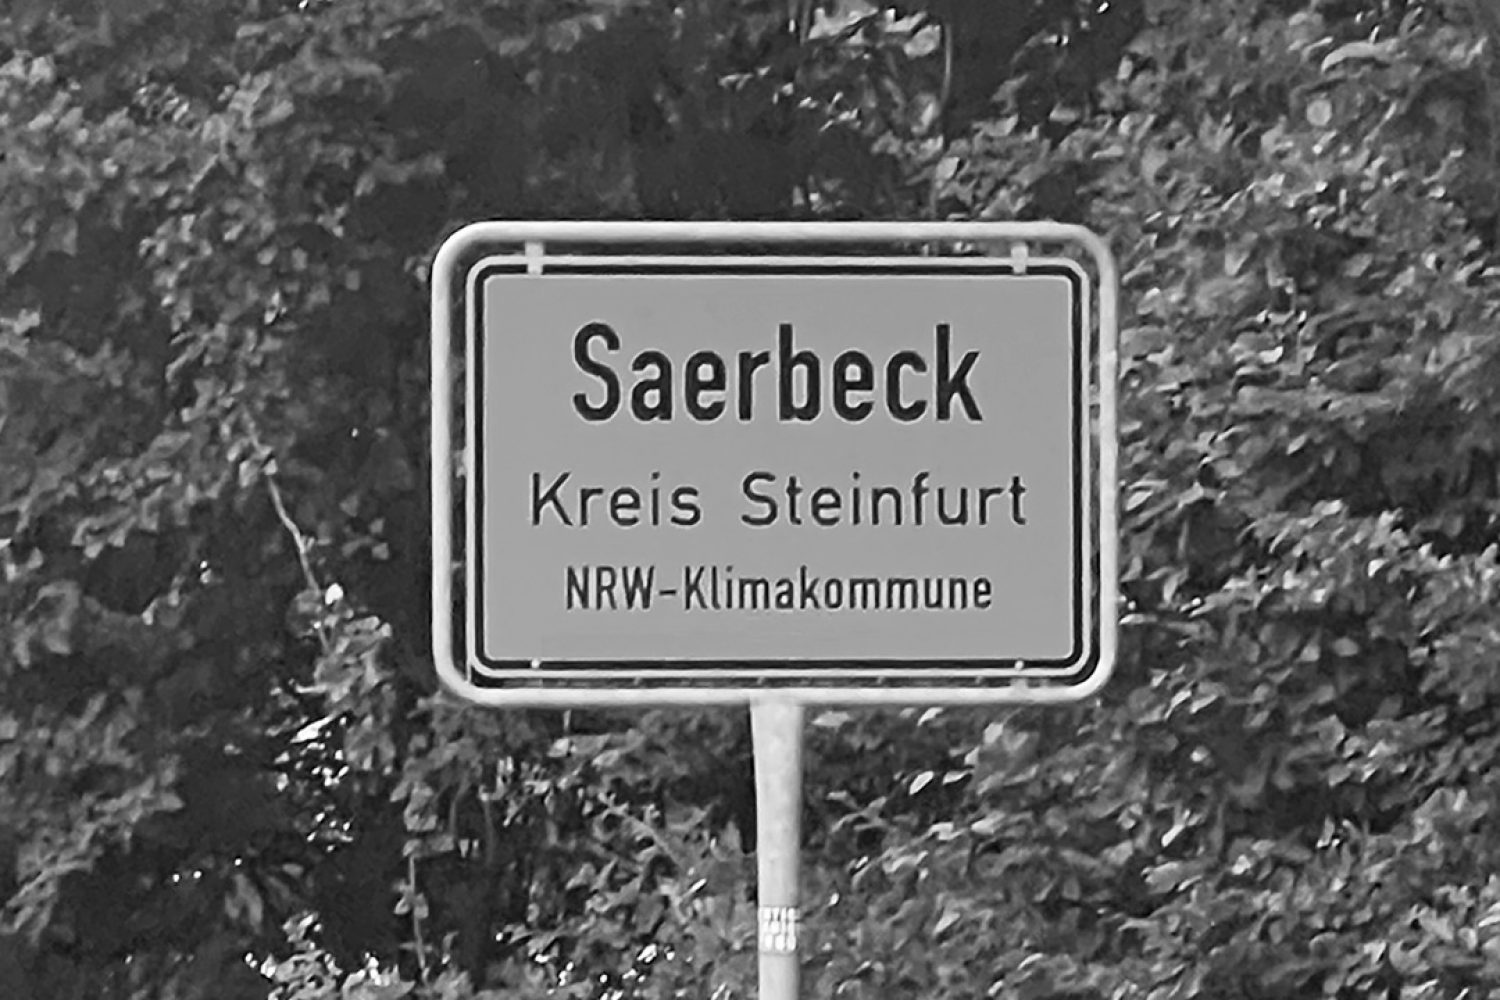 Saerbeck
Kreis Steinfurt
NRW-Klimakommune